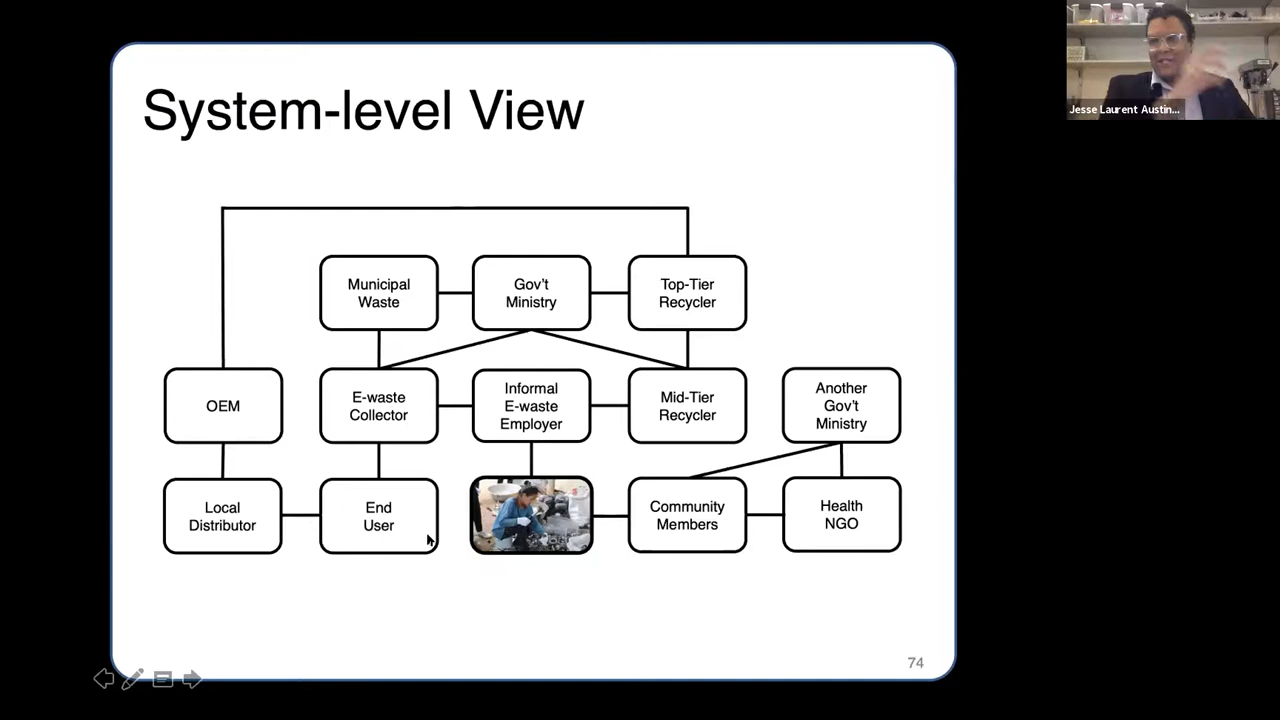 System-level View
Municipal
Waste
Gov't
Ministry
Top-Tier
Recycler
OEM
E-waste
Collector
Informal
E-waste
Employer
Mid-Tier
Recycler
Another
Gov't
Ministry
Local
Distributor
End
User
Community
Members
Health
NGO
74
Jesse Laurent Austin...